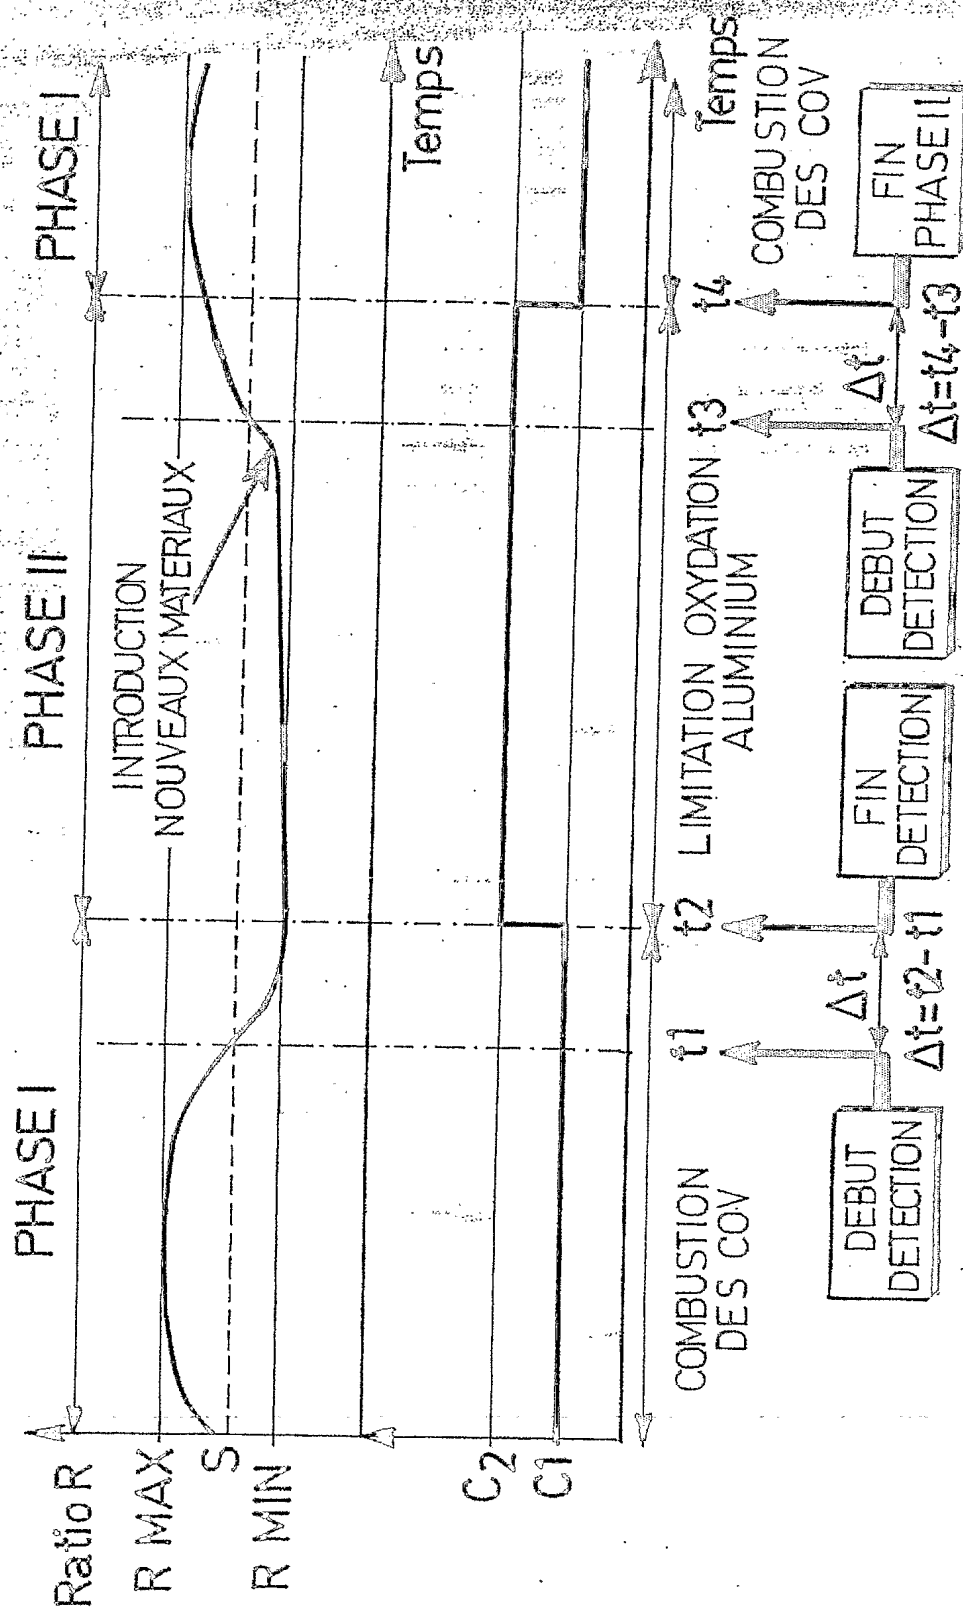 PHASE I
PHASE II
PHASE I
Ratio R
INTRODUCTION
NOUVEAUX MATERIAUX
R MAX
S
R MIN
Temps
C2
C1
Temps
t1
t2
t3
t4
COMBUSTION
DES COV
LIMITATION OXYDATION
ALUMINIUM
COMBUSTION
DES COV
Δt
Δt
DEBUT
DETECTION
FIN
DETECTION
DEBUT
DETECTION
FIN
PHASE II
Δt=t2-t1
Δt=t4-t3